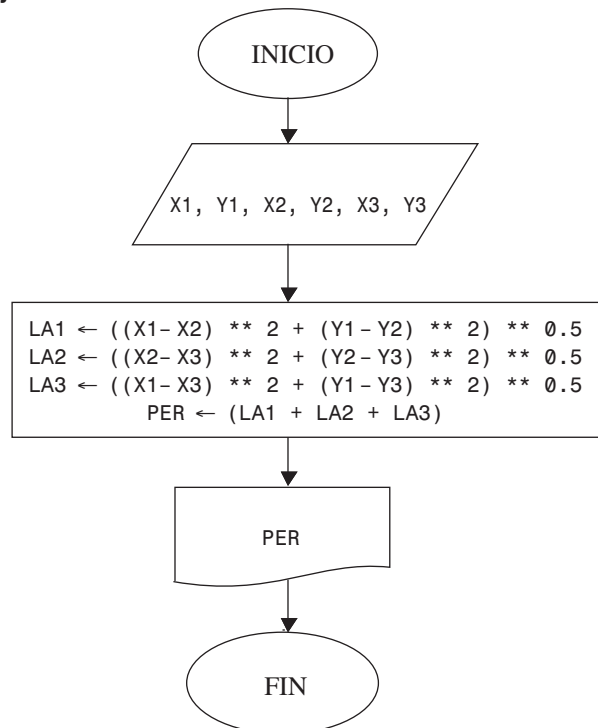 INICIO
X1, Y1, X2, Y2, X3, Y3
LA1 ← ((X1-X2) ** 2 + (Y1-Y2) ** 2) ** 0.5
LA2 ← ((X2-X3) ** 2 + (Y2-Y3) ** 2) ** 0.5
LA3 ← ((X1-X3) ** 2 + (Y1-Y3) ** 2) ** 0.5
PER ← (LA1 + LA2 + LA3)
PER
FIN